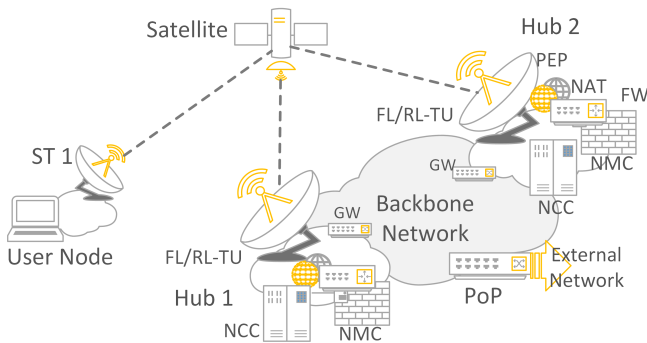 Satellite
Hub 2
PEP
NAT
FW
FL/RL-TU
ST 1
GW
NMC
NCC
User Node
GW
Backbone
Network
FL/RL-TU
External
Network
PoP
Hub 1
NCC
NMC